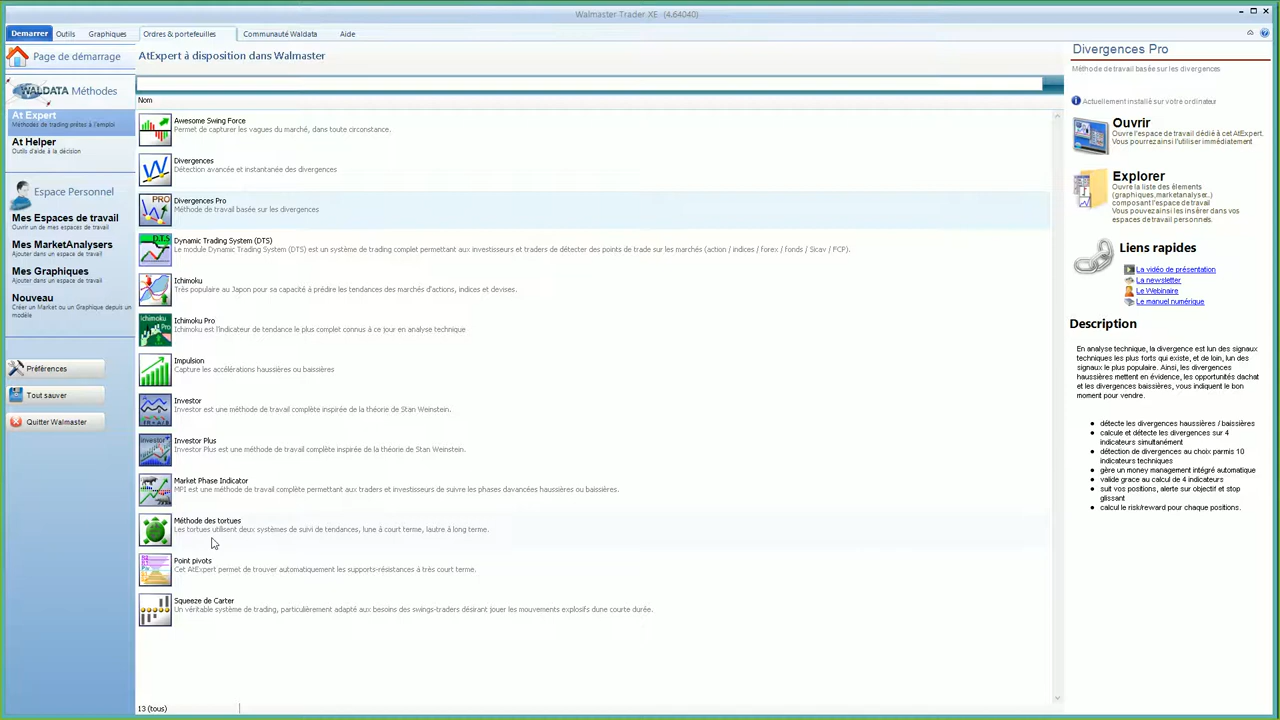 Walmaster Trader XE (4.64040)
Demarrer Outils Graphiques Ordres & portefeuilles Communauté Waldata Aide
Page de démarrage
WALDATA Méthodes
At Expert
Méthodes de trading prêtes à l'emploi
At Helper
Outils d'aide à la décision
Espace Personnel
Mes Espaces de travail
Ouvrir un de mes espaces de travail
Mes MarketAnalysers
Ajouter dans un espace de travail
Mes Graphiques
Ajouter dans un espace de travail
Nouveau
Créer un Market ou un Graphique depuis un
modèle
Préférences
Tout sauver
Quitter Walmaster
AtExpert à disposition dans Walmaster
Nom
Awesome Swing Force
Permet de capturer les vagues du marché, dans toute circonstance.
Divergences
Détection avancée et instantanée des divergences
PRO
Divergences Pro
Méthode de travail basée sur les divergences
D.T.S
Dynamic Trading System (DTS)
Le module Dynamic Trading System (DTS) est un système de trading complet permettant aux investisseurs et traders de détecter des points de trade sur les marchés (action / indices / forex / fonds / Sicav / FCP).
Ichimoku
Très populaire au Japon pour sa capacité à prédire les tendances des marchés d'actions, indices et devises.
Ichimoku
Pro
Ichimoku Pro
Ichimoku est l'indicateur de tendance le plus complet connus à ce jour en analyse technique
Impulsion
Capture les accélérations haussières ou baissières
Investor
Investor est une méthode de travail complète inspirée de la théorie de Stan Weinstein.
Investor
Investor Plus
Investor Plus est une méthode de travail complète inspirée de la théorie de Stan Weinstein.
Market Phase Indicator
MPI est une méthode de travail complète permettant aux traders et investisseurs de suivre les phases davancées haussières ou baissières.
Méthode des tortues
Les tortues utilisent deux systèmes de suivi de tendances, lune à court terme, lautre à long terme.
Point pivots
Cet AtExpert permet de trouver automatiquement les supports-résistances à très court terme.
Squeeze de Carter
Un véritable système de trading, particulièrement adapté aux besoins des swings-traders désirant jouer les mouvements explosifs dune courte durée.
13 (tous)
Divergences Pro
Méthode de travail basée sur les divergences
Actuellement installé sur votre ordinateur
Ouvrir
Ouvre l'espace de travail dédié à cet AtExpert.
Vous pourrez ainsi l'utiliser immédiatement
Explorer
Ouvre la liste des élements
(graphiques,marketanalyser..)
composant l'espace de travail
Vous pouvez ainsi les insérer dans vos
espaces de travail personnels.
Liens rapides
La vidéo de présentation
La newsletter
Le Webinaire
Le manuel numérique
Description
En analyse technique, la divergence est lun des signaux
techniques les plus forts qui existe, et de loin, lun des
signaux le plus populaire. Ainsi, les divergences
haussières mettent en évidence, les opportunités dachat
et les divergences baissières, vous indiquent le bon
moment pour vendre.
• détecte les divergences haussières / baissières
• calcule et détecte les divergences sur 4
indicateurs simultanément
• détection de divergences au choix parmis 10
indicateurs techniques
• gère un money management intégré automatique
• valide grace au calcul de 4 indicateurs
• suit vos positions, alerte sur objectif et stop
glissant
• calcul le risk/reward pour chaque positions.